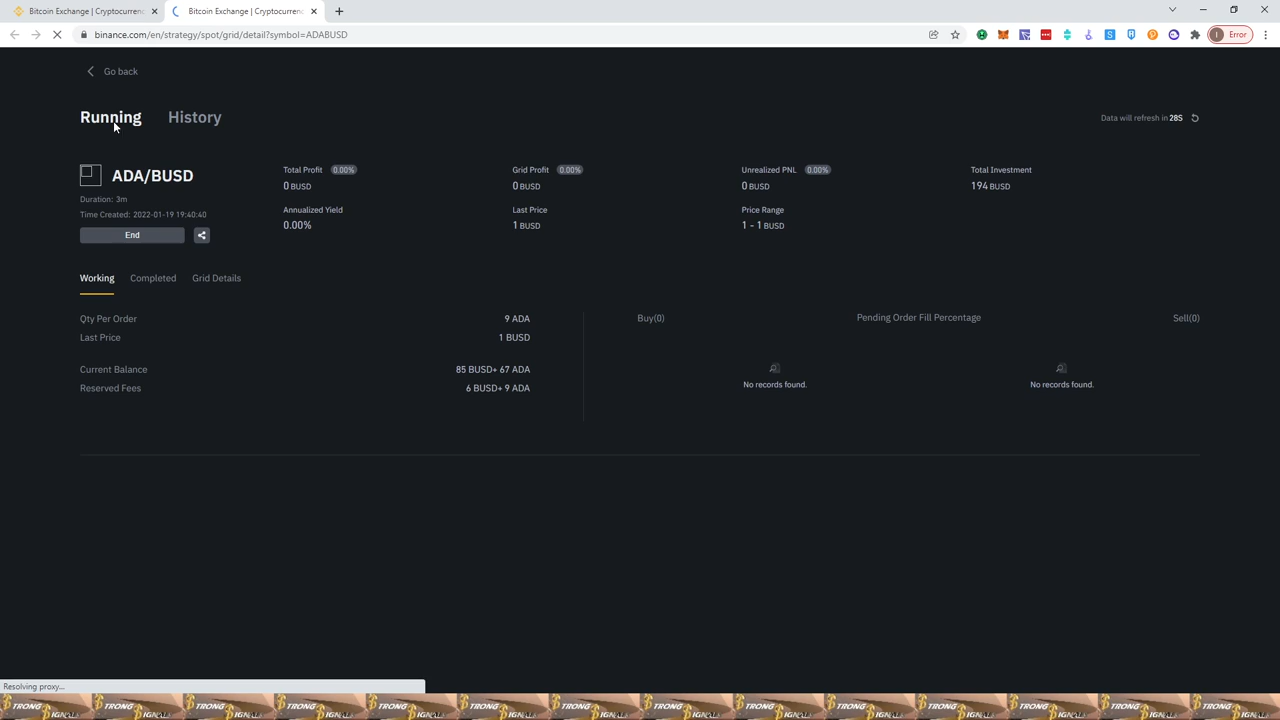 Bitcoin Exchange | Cryptocurrenc
Bitcoin Exchange | Cryptocurrenc
binance.com/en/strategy/spot/grid/detail?symbol=ADABUSD
I Error
Go back
Running History
Data will refresh in 28S
ADA/BUSD
Duration: 3m
Time Created: 2022-01-19 19:40:40
End
Total Profit 0.00%
0 BUSD
Grid Profit 0.00%
0 BUSD
Unrealized PNL 0.00%
0 BUSD
Total Investment
194 BUSD
Annualized Yield
0.00%
Last Price
1 BUSD
Price Range
1 - 1 BUSD
Working Completed Grid Details
Qty Per Order 9 ADA
Last Price 1 BUSD
Current Balance 85 BUSD+ 67 ADA
Reserved Fees 6 BUSD+ 9 ADA
Buy(0) Pending Order Fill Percentage Sell(0)
No records found. No records found.
Resolving proxy...